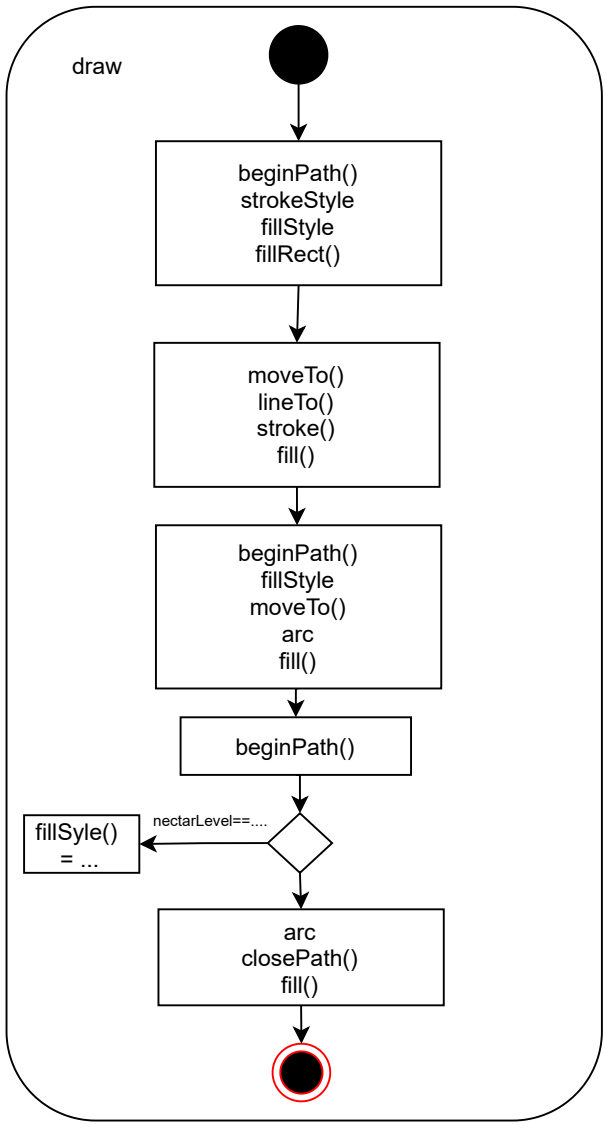 draw
beginPath()
strokeStyle
fillStyle
fillRect()
moveTo()
lineTo()
stroke()
fill()
beginPath()
fillStyle
moveTo()
arc
fill()
beginPath()
nectarLevel==....
fillSyle()
= ...
arc
closePath()
fill()